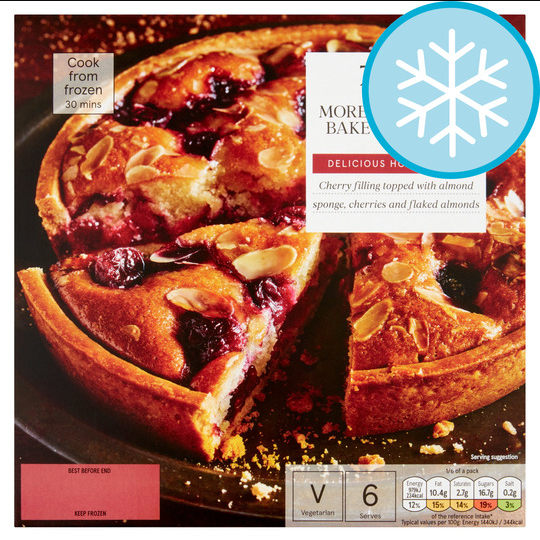 Cook
from
frozen
30 mins
MORE
BAKE
DELICIOUS HO
Cherry filling topped with almond
sponge, cherries and flaked almonds
Serving suggestion
BEST BEFORE END
KEEP FROZEN
V
Vegetarian
6
Serves
1/6 of a pack
Energy 979kJ 234kcal 12%
Fat 10.4g 15%
Saturates 2.7g 14%
Sugars 16.7g 19%
Salt 0.2g 3%
of the reference intake*
Typical values per 100g: Energy 1440kJ / 344kcal